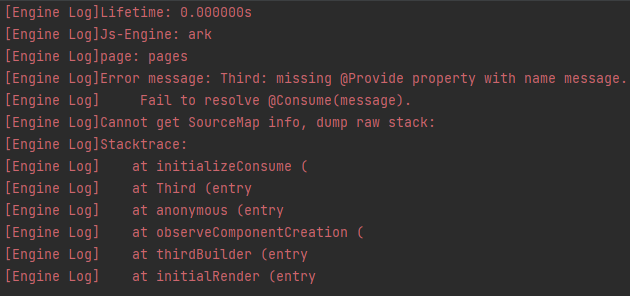 [Engine Log]Lifetime: 0.000000s
[Engine Log]Js-Engine: ark
[Engine Log]page: pages
[Engine Log]Error message: Third: missing @Provide property with name message.
[Engine Log]     Fail to resolve @Consume(message).
[Engine Log]Cannot get SourceMap info, dump raw stack:
[Engine Log]Stacktrace:
[Engine Log]    at initializeConsume (
[Engine Log]    at Third (entry
[Engine Log]    at anonymous (entry
[Engine Log]    at observeComponentCreation (
[Engine Log]    at thirdBuilder (entry
[Engine Log]    at initialRender (entry